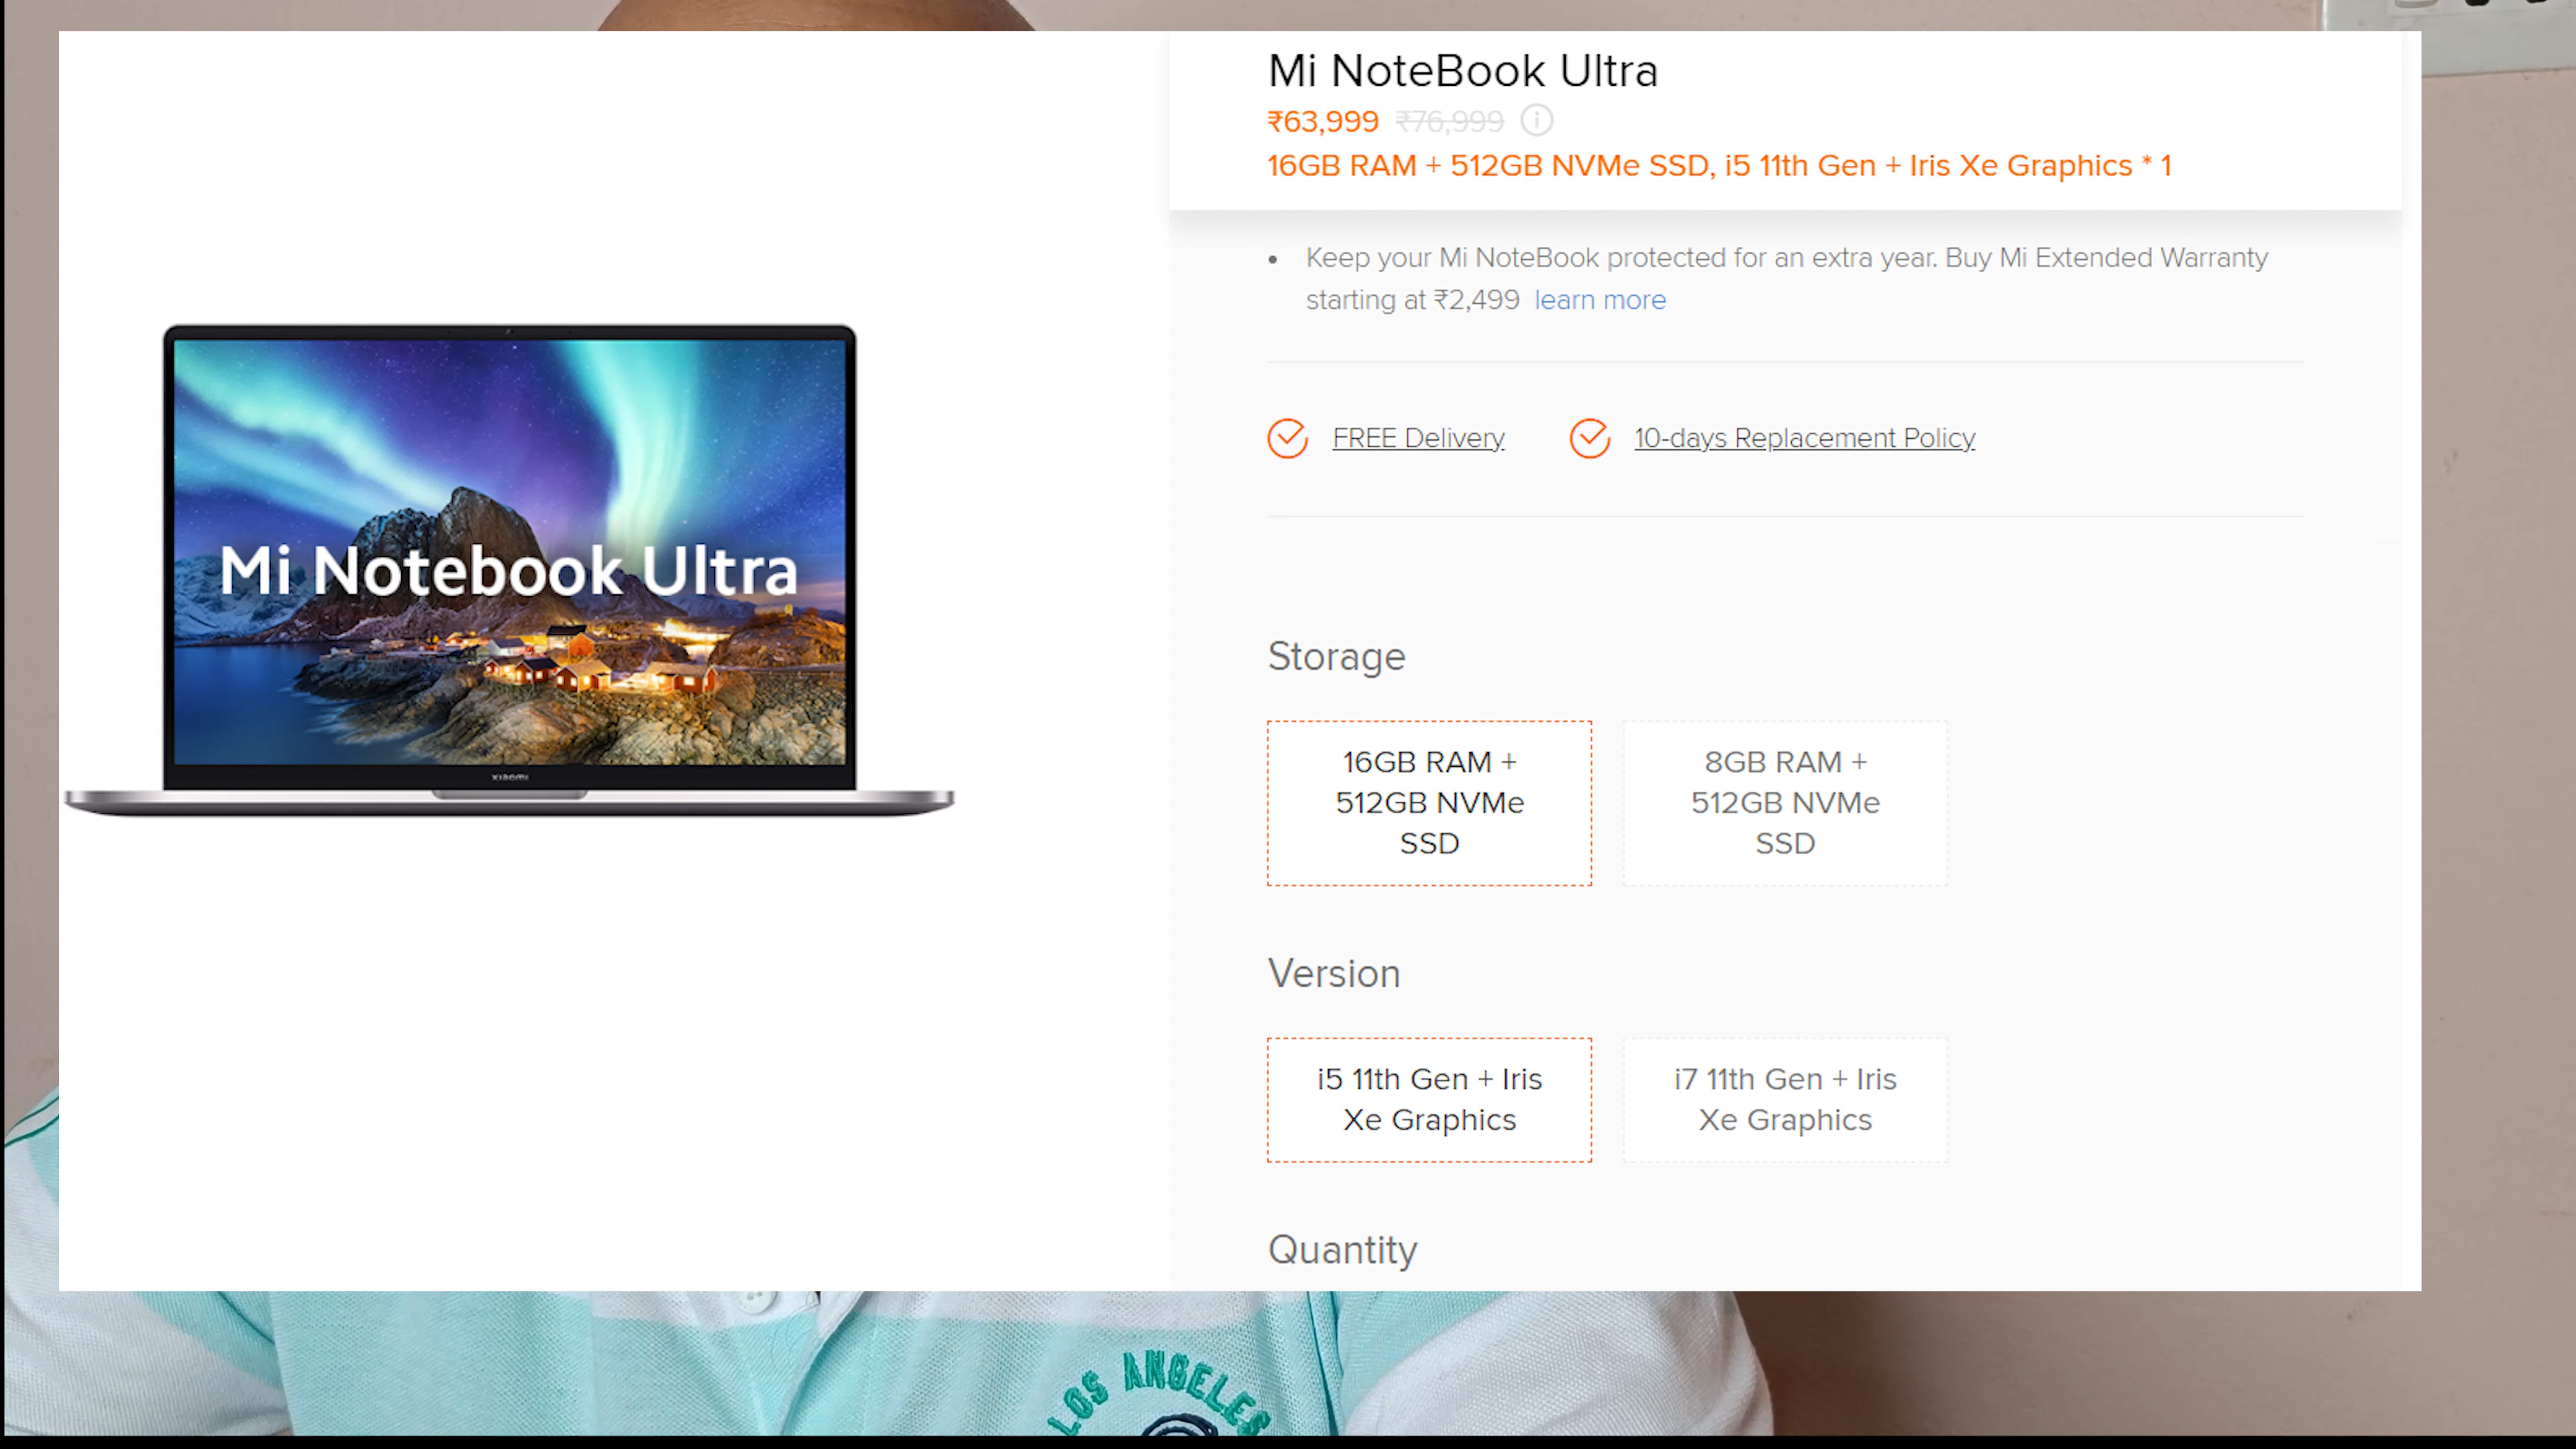 Mi NoteBook Ultra
₹63,999 ₹76,999
16GB RAM + 512GB NVMe SSD, i5 11th Gen + Iris Xe Graphics * 1
• Keep your Mi NoteBook protected for an extra year. Buy Mi Extended Warranty
starting at ₹2,499 learn more
FREE Delivery 10-days Replacement Policy
Mi Notebook Ultra
xiaomi
Storage
16GB RAM +
512GB NVMe
SSD
8GB RAM +
512GB NVMe
SSD
Version
i5 11th Gen + Iris
Xe Graphics
i7 11th Gen + Iris
Xe Graphics
Quantity
LOS ANGELES